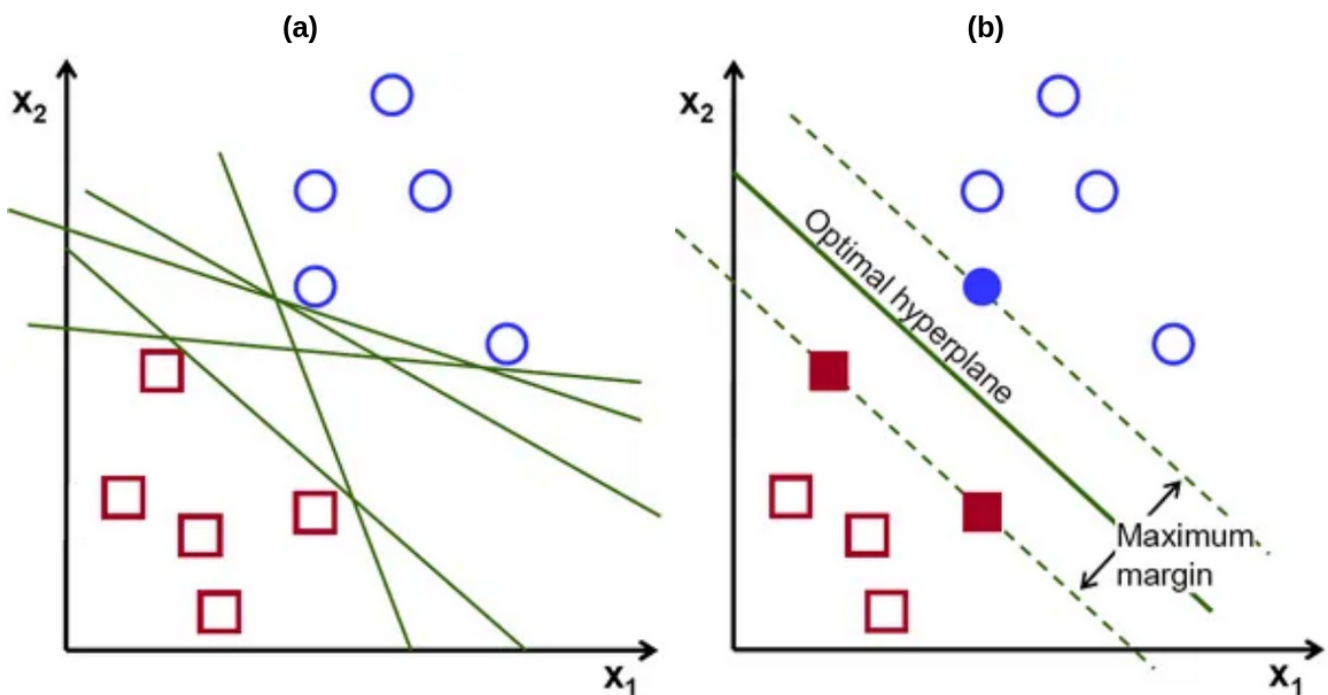 (a)
(b)
x₂
x₂
Optimal hyperplane
Maximum
margin
x₁
x₁